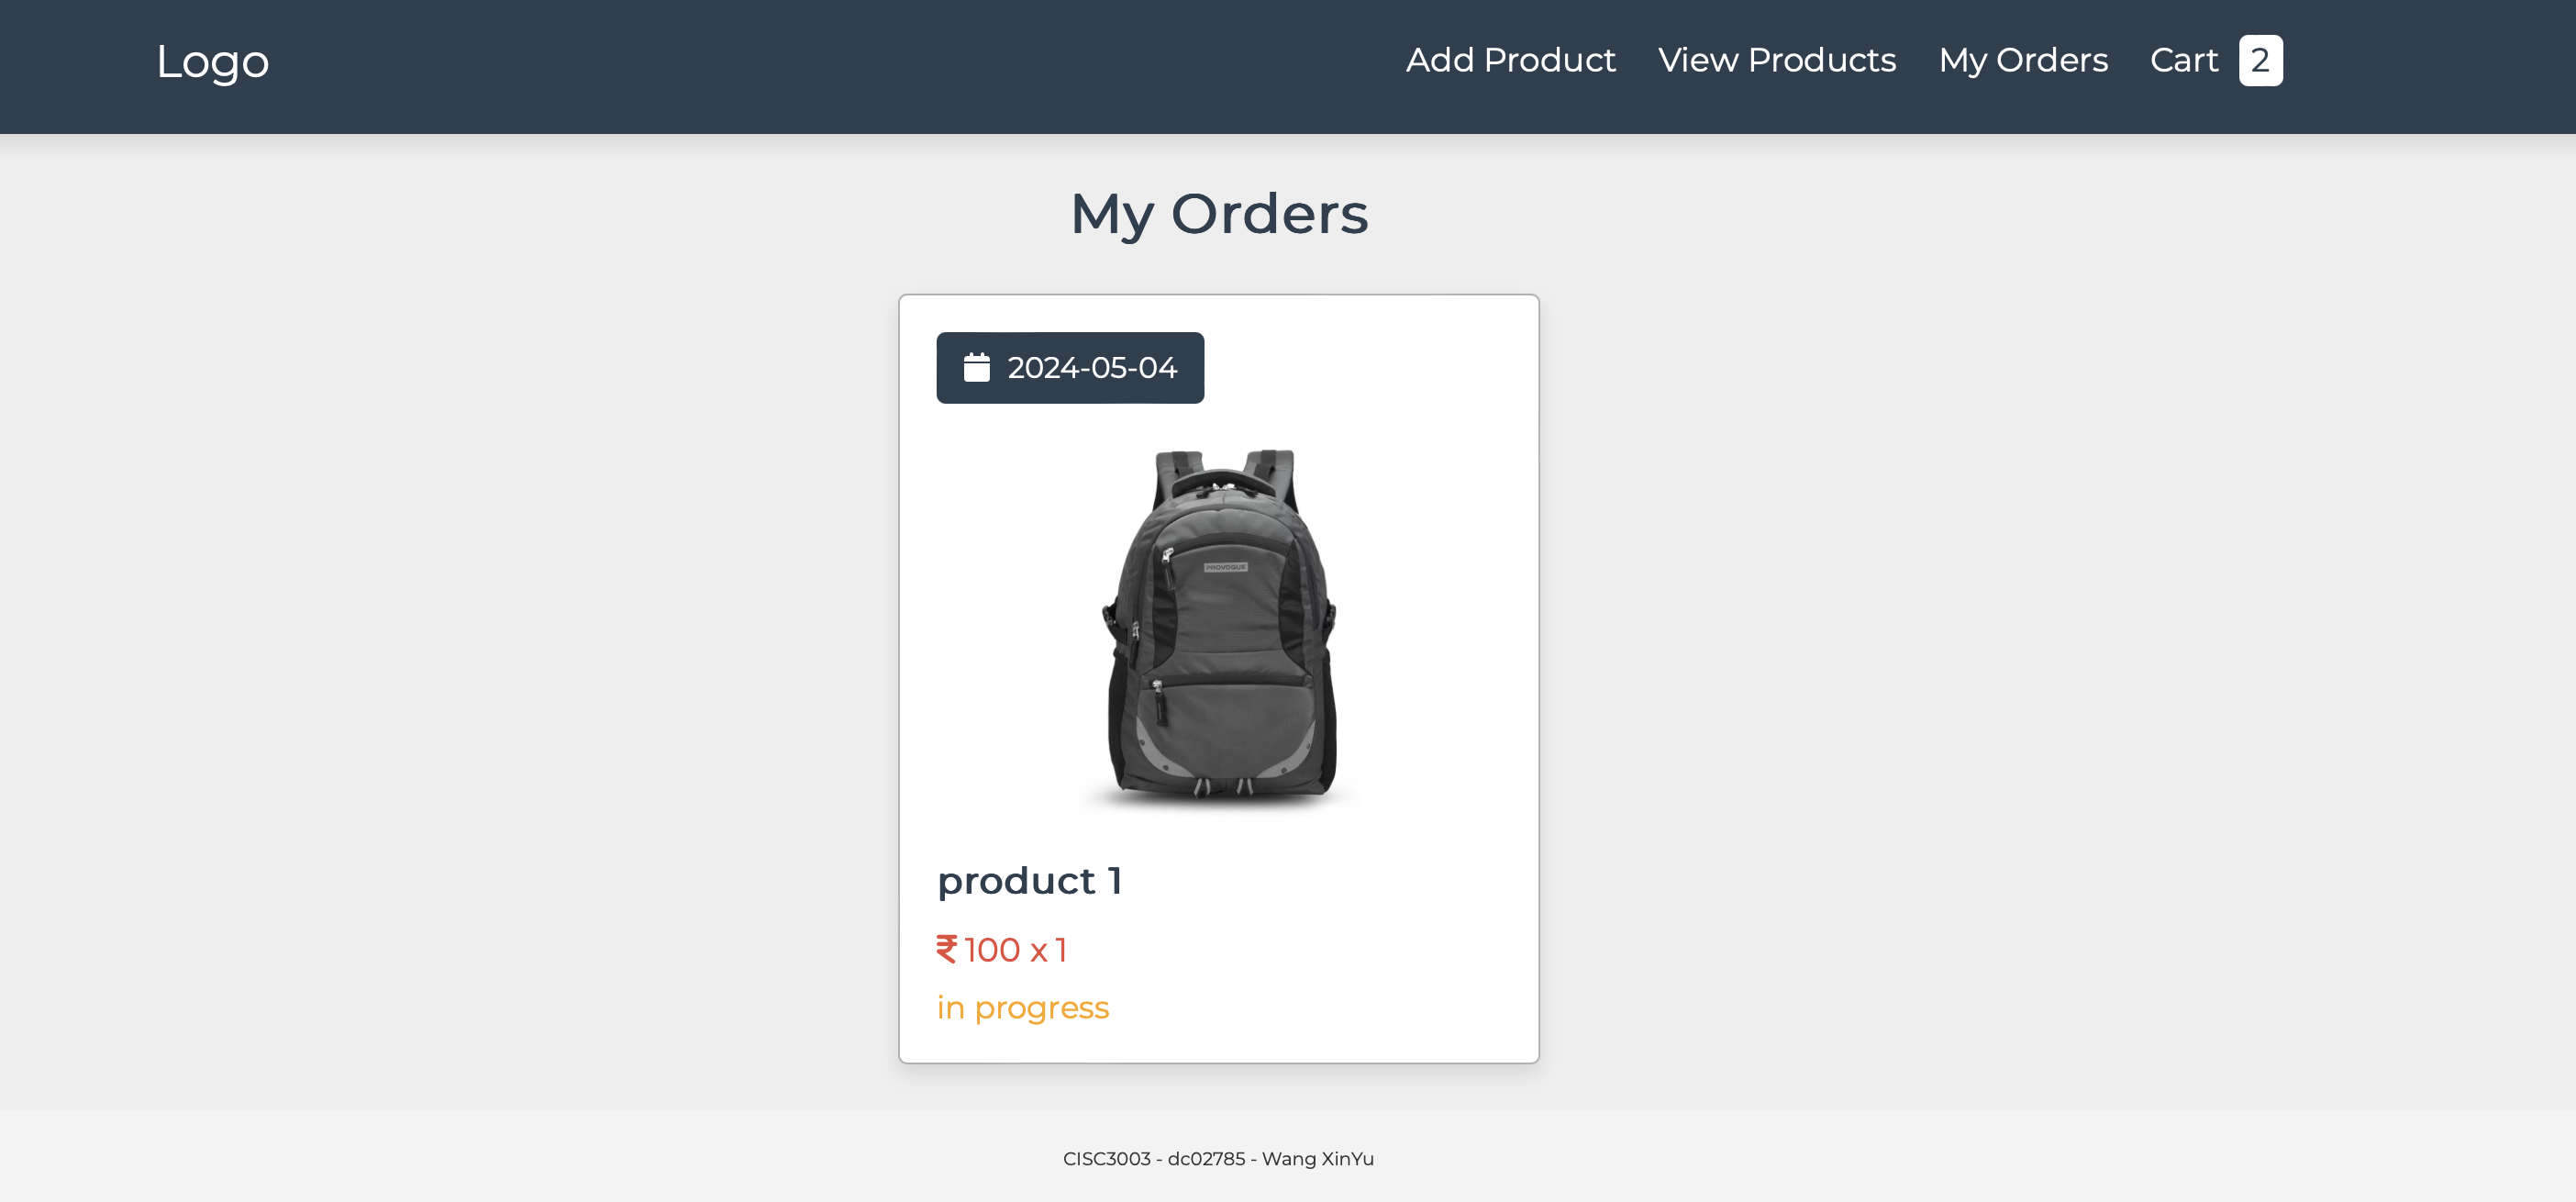 Logo
Add Product View Products My Orders Cart 2
My Orders
2024-05-04
PROVOGUE
product 1
₹ 100 x 1
in progress
CISC3003 - dc02785 - Wang XinYu